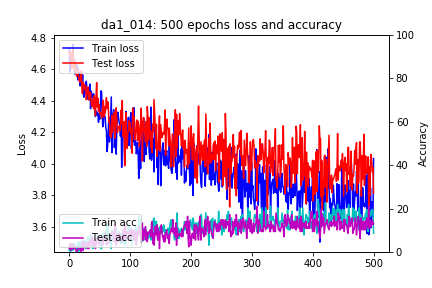 da1_014: 500 epochs loss and accuracy
Train loss
Test loss
Train acc
Test acc
Loss
4.8
4.6
4.4
4.2
4.0
3.8
3.6
Accuracy
100
80
60
40
20
0
0 100 200 300 400 500